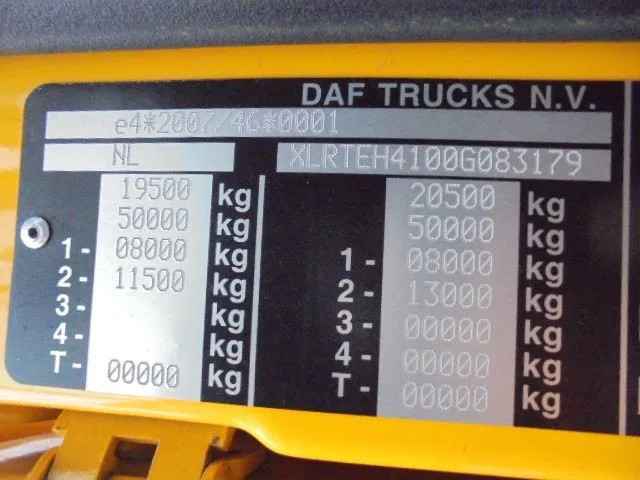 DAF TRUCKS N.V.
e4*2007/46*0001
NL XLRTEH4100G083179
19500 kg 20500 kg
50000 kg 50000 kg
1 - 08000 kg 1 - 08000 kg
2 - 11500 kg 2 - 13000 kg
3 - kg 3 - 00000 kg
4 - kg 4 - 00000 kg
T - 00000 kg T - 00000 kg